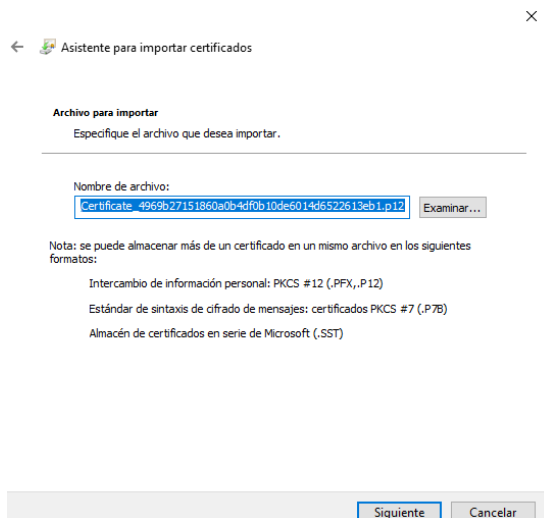 Asistente para importar certificados
Archivo para importar
Especifique el archivo que desea importar.
Nombre de archivo:
Certificate_4969b27151860a0b4df0b10de6014d6522613eb1.p12
Examinar...
Nota: se puede almacenar más de un certificado en un mismo archivo en los siguientes
formatos:
Intercambio de información personal: PKCS #12 (.PFX,.P12)
Estándar de sintaxis de cifrado de mensajes: certificados PKCS #7 (.P7B)
Almacén de certificados en serie de Microsoft (.SST)
Siguiente
Cancelar